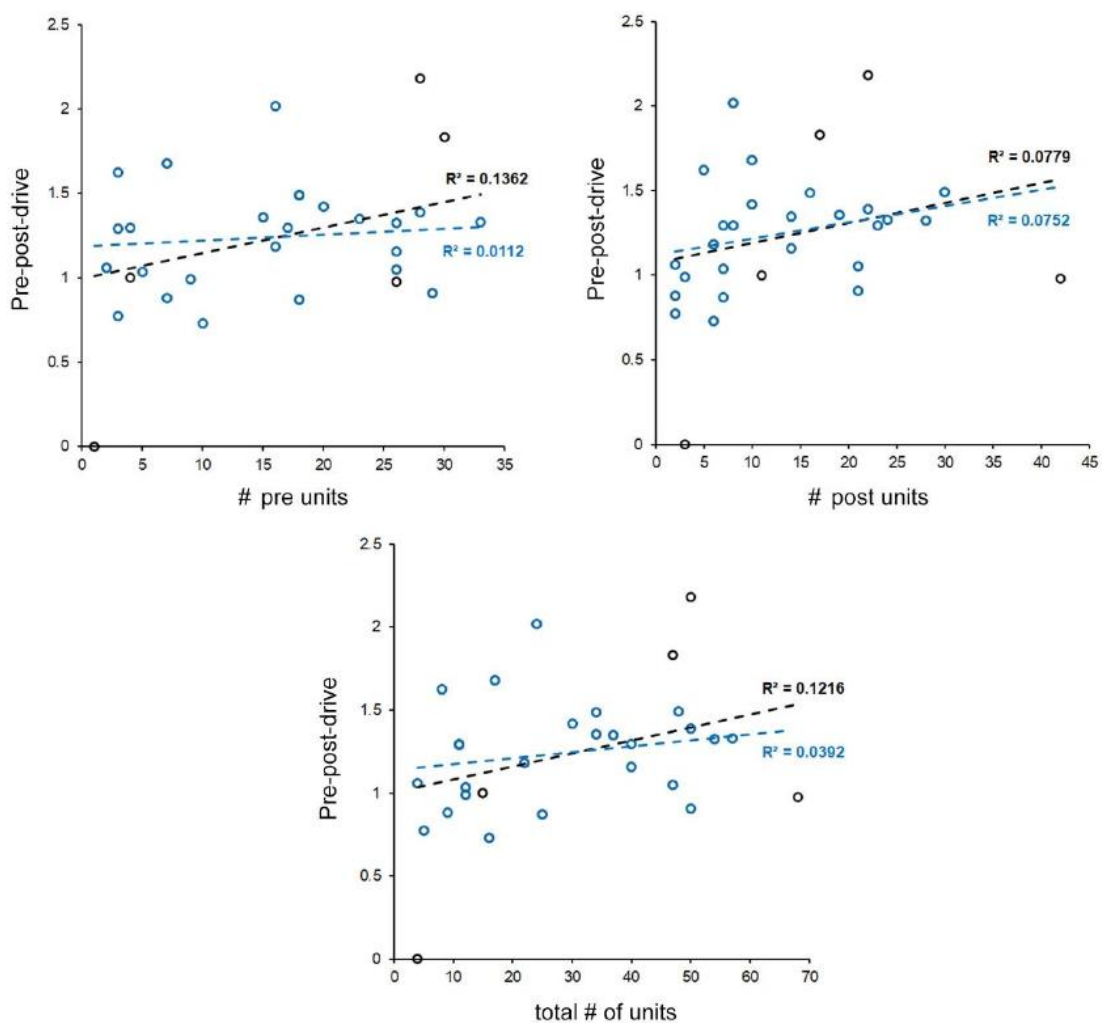 2.5
2
1.5
1
0.5
0
Pre-post-drive
R² = 0.1362
R² = 0.0112
0 5 10 15 20 25 30 35
# pre units
2.5
2
1.5
1
0.5
0
Pre-post-drive
R² = 0.0779
R² = 0.0752
0 5 10 15 20 25 30 35 40 45
# post units
2.5
2
1.5
1
0.5
0
Pre-post-drive
R² = 0.1216
R² = 0.0392
0 10 20 30 40 50 60 70
total # of units